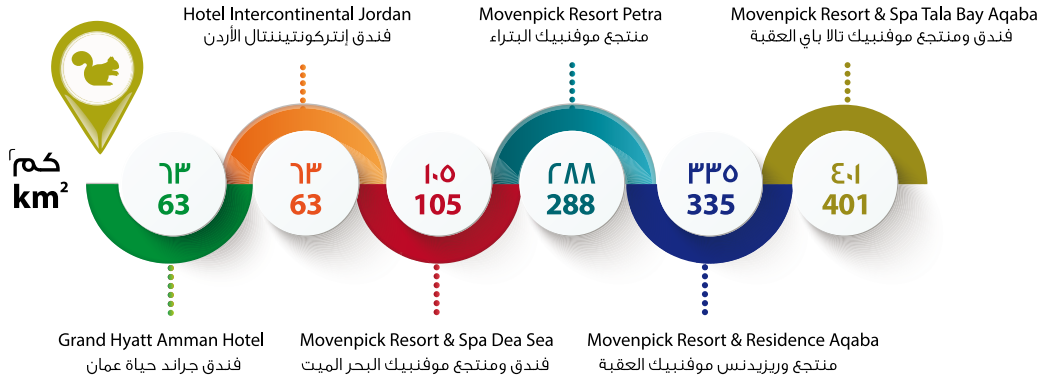 Hotel Intercontinental Jordan
فندق إنتركونتيننتال الأردن
Movenpick Resort Petra
منتجع موفنبيك البتراء
Movenpick Resort & Spa Tala Bay Aqaba
فندق ومنتجع موفنبيك تالا باي العقبة
كم٢
km²
٦٣
63
٦٣
63
١٠٥
105
٢٨٨
288
٣٣٥
335
٤٠١
401
Grand Hyatt Amman Hotel
فندق جراند حياة عمان
Movenpick Resort & Spa Dea Sea
فندق ومنتجع موفنبيك البحر الميت
Movenpick Resort & Residence Aqaba
منتجع وريزيدنس موفنبيك العقبة